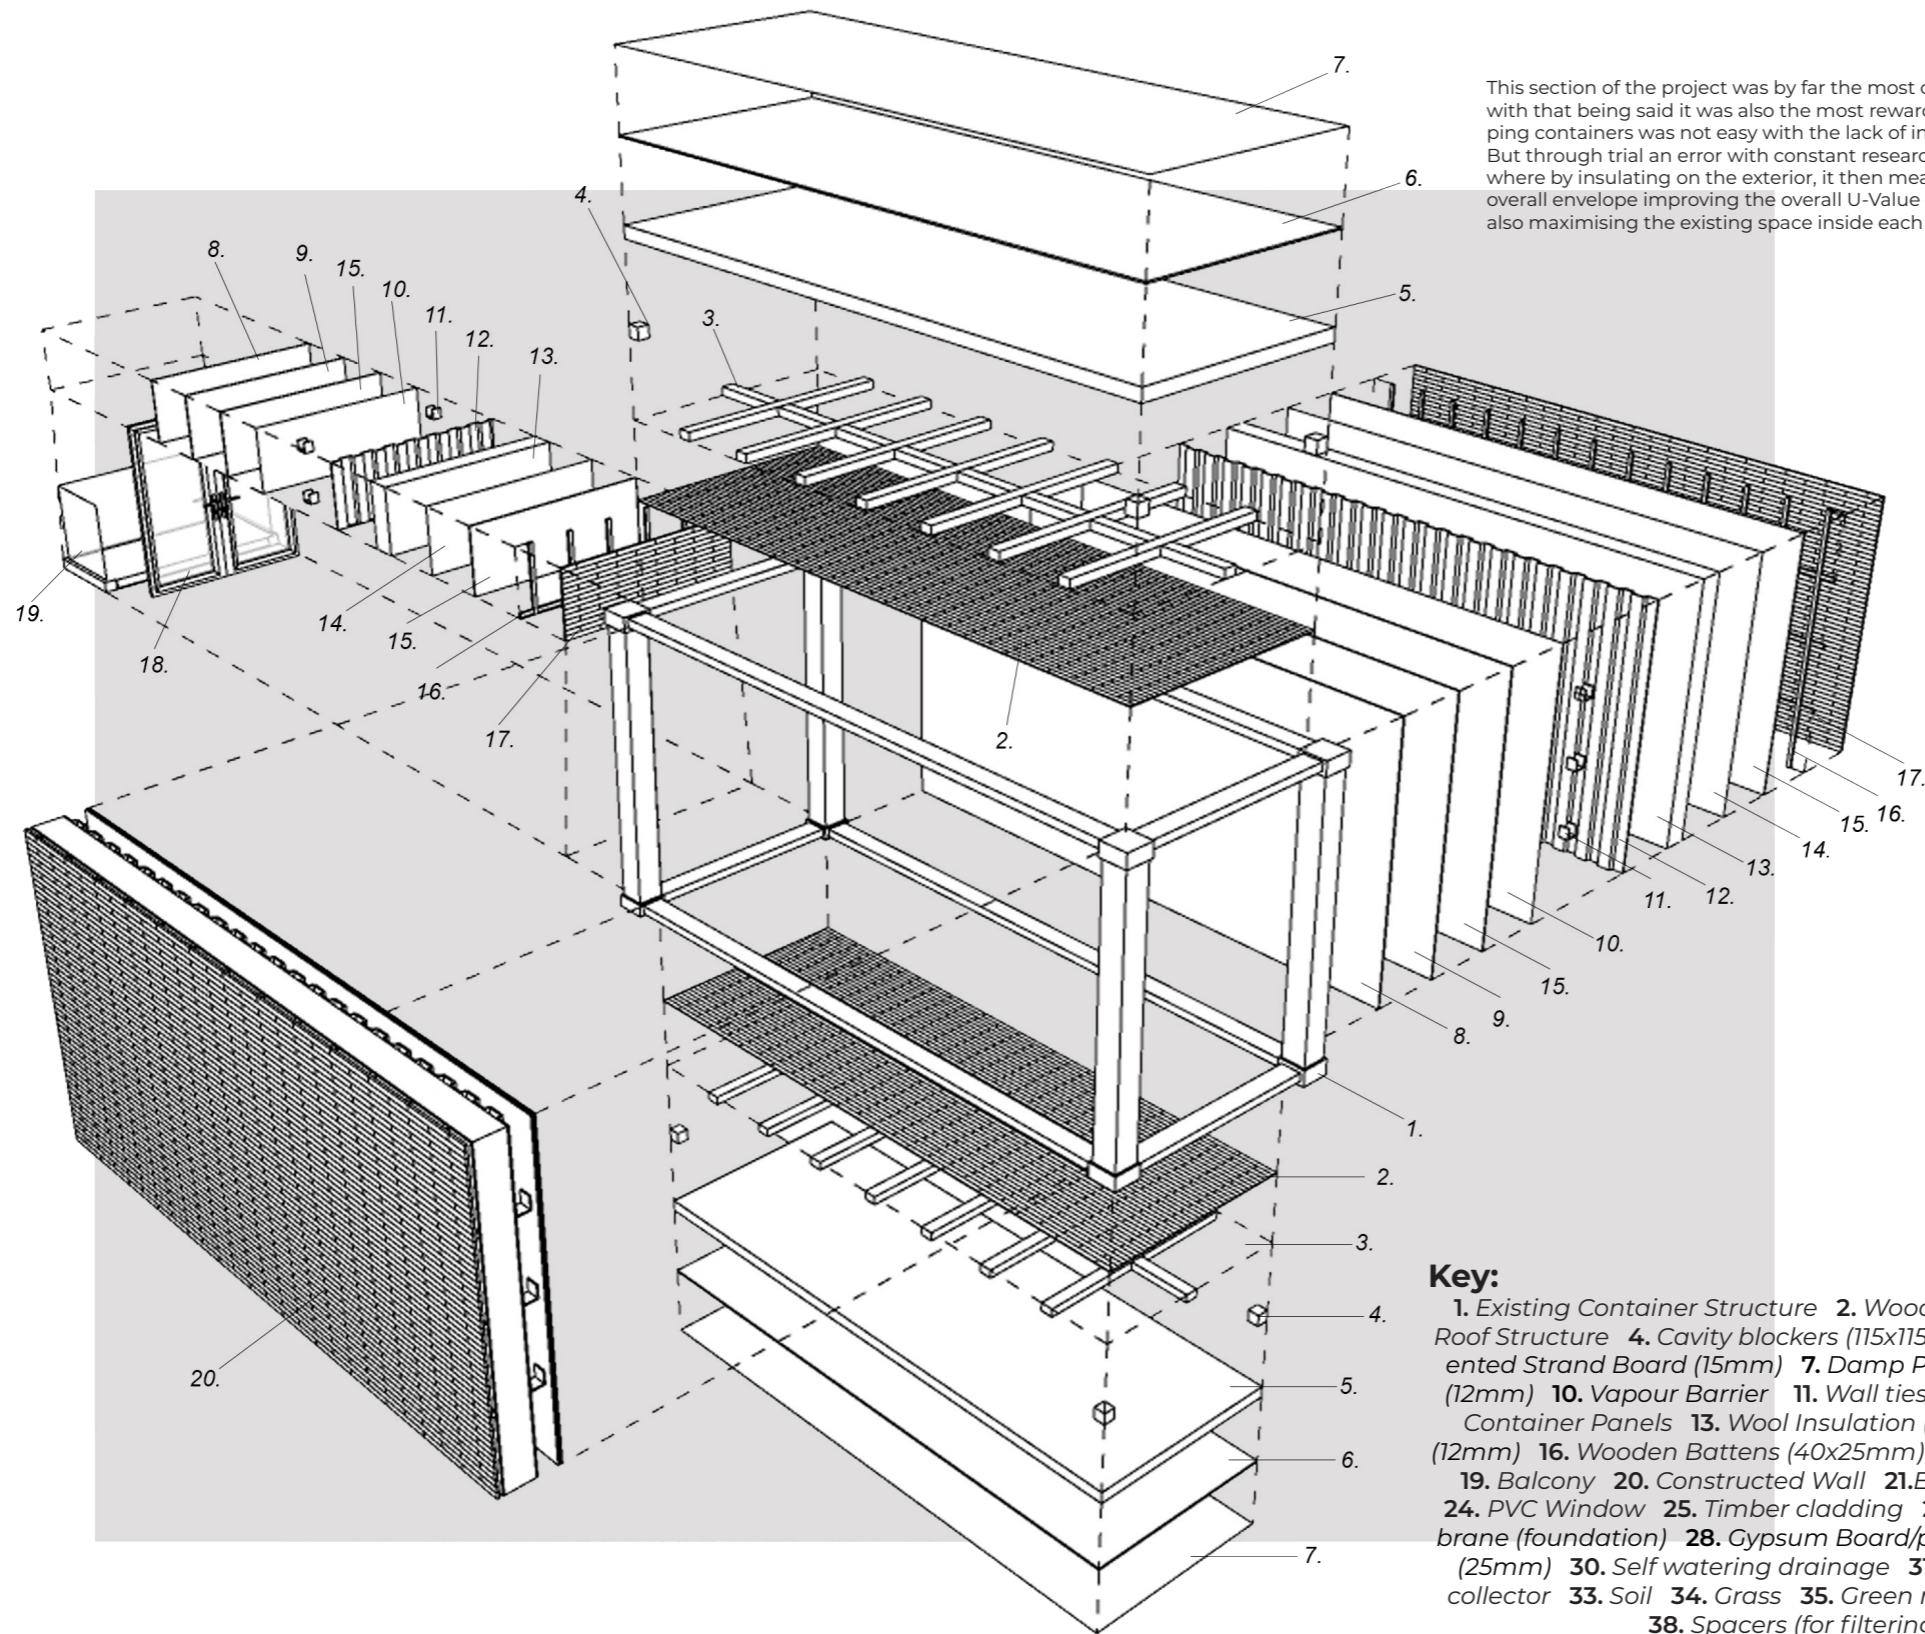 This section of the project was by far the most
with that being said it was also the most
ping containers was not easy with the lack of
But through trial an error with constant
where by insulating on the exterior, it then
overall envelope improving the overall U-Value
also maximising the existing space inside each
7.
6.
5.
4.
3.
8.
9.
15.
10.
11.
12.
13.
19.
18.
14.
15.
16.
17.
2.
17.
16.
15.
14.
13.
12.
11.
10.
15.
9.
8.
1.
2.
3.
4.
5.
6.
7.
20.
Key:
1. Existing Container Structure 2.
Roof Structure 4. Cavity blockers (115x115
ented Strand Board (15mm) 7. Damp
(12mm) 10. Vapour Barrier 11. Wall ties
Container Panels 13. Wool Insulation
(12mm) 16. Wooden Battens (40x25mm)
19. Balcony 20. Constructed Wall 21.
24. PVC Window 25. Timber cladding
brane (foundation) 28. Gypsum
(25mm) 30. Self watering drainage
collector 33. Soil 34. Grass 35. Green
38. Spacers (for filtering